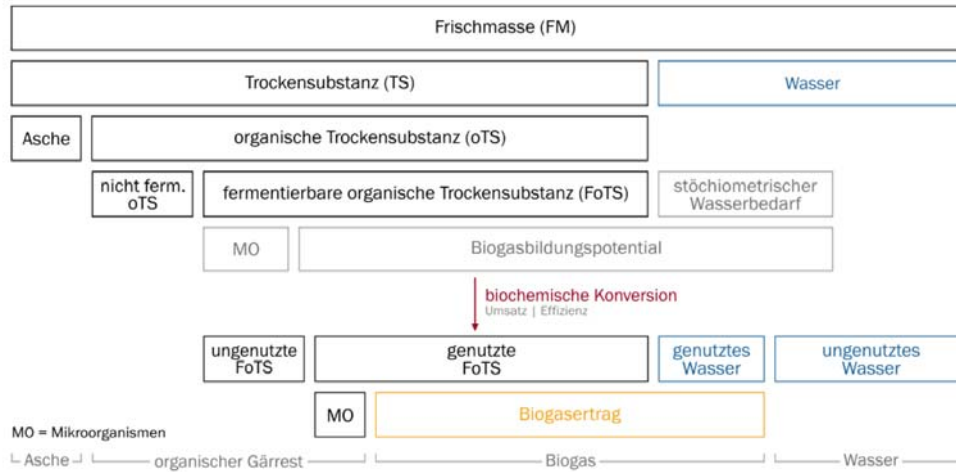 Frischmasse (FM)
Trockensubstanz (TS)
Wasser
Asche
organische Trockensubstanz (oTS)
nicht ferm.
oTS
fermentierbare organische Trockensubstanz (FoTS)
stöchiometrischer
Wasserbedarf
MO
Biogasbildungspotential
biochemische Konversion
Umsatz | Effizienz
ungenutzte
FoTS
genutzte
FoTS
genutztes
Wasser
ungenutztes
Wasser
MO
Biogasertrag
MO = Mikroorganismen
Asche
organischer Gärrest
Biogas
Wasser